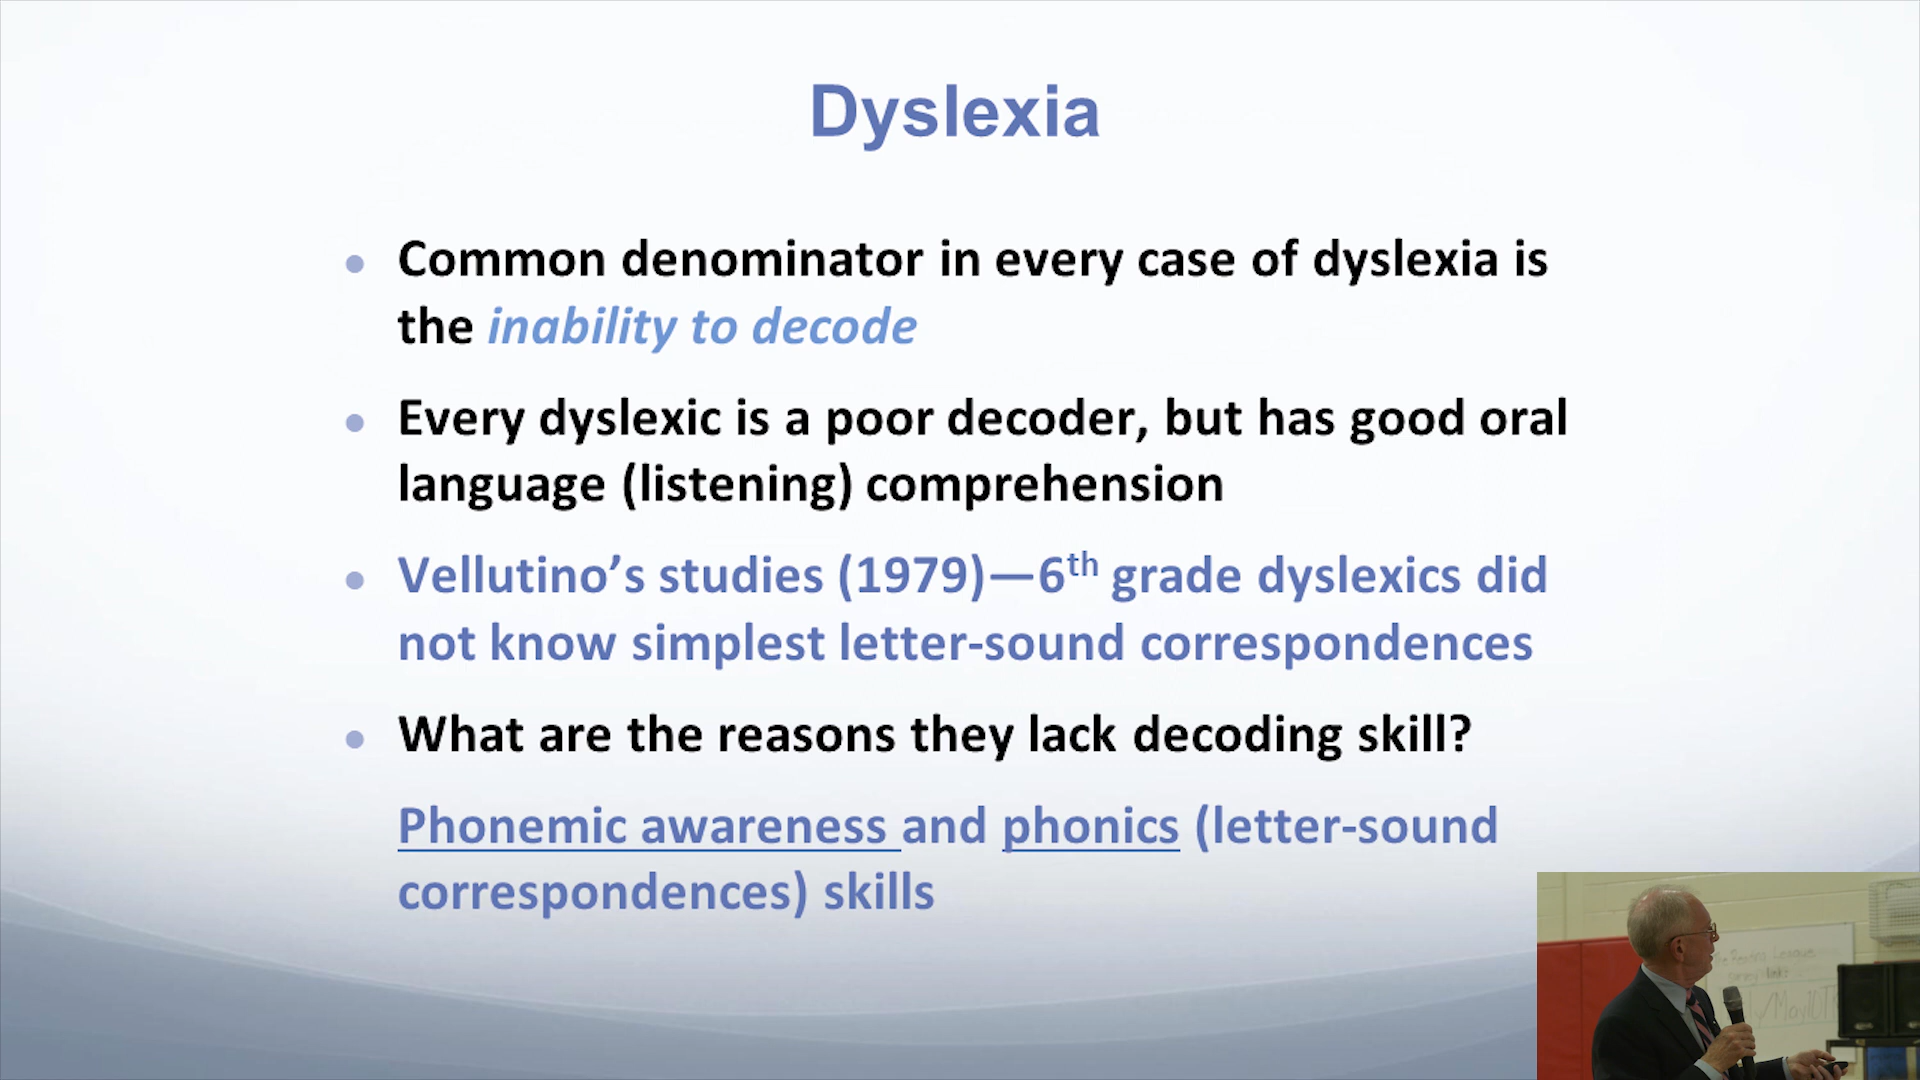 Dyslexia
• Common denominator in every case of dyslexia is
the inability to decode
• Every dyslexic is a poor decoder, but has good oral
language (listening) comprehension
• Vellutino’s studies (1979)—6th grade dyslexics did
not know simplest letter-sound correspondences
• What are the reasons they lack decoding skill?
Phonemic awareness and phonics (letter-sound
correspondences) skills
Reading League